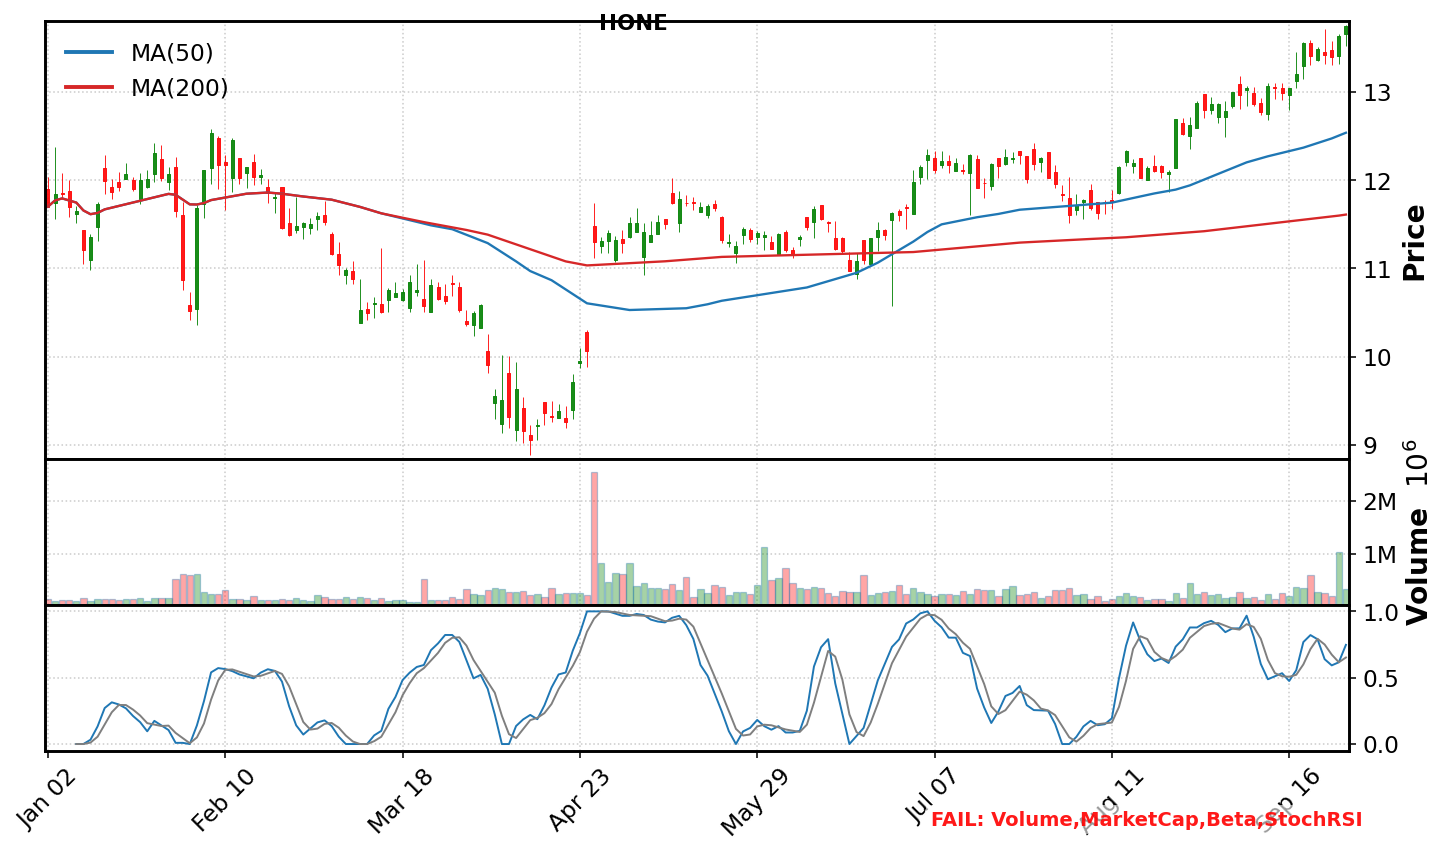 HONE
MA(50)
MA(200)
13
12
11
10
9
Price
2M
1M
Volume 10⁶
1.0
0.5
0.0
Jan 02
Feb 10
Mar 18
Apr 23
May 29
Jul 07
Aug 11
Sep 16
FAIL: Volume,MarketCap,Beta,StochRSI